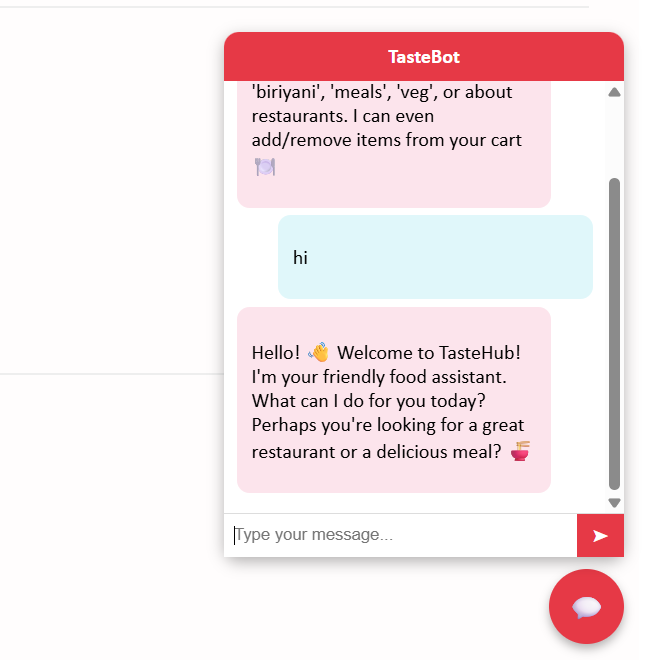 TasteBot
'biriyani', 'meals', 'veg', or about
restaurants. I can even
add/remove items from your cart
🍽️
hi
Hello! 👋 Welcome to TasteHub!
I'm your friendly food assistant.
What can I do for you today?
Perhaps you're looking for a great
restaurant or a delicious meal? 🍜
Type your message...